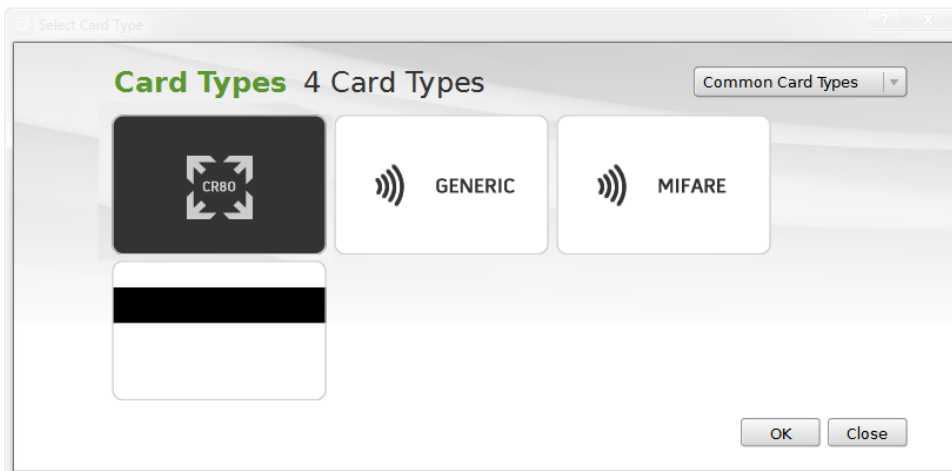 Select Card Type
Card Types 4 Card Types
Common Card Types
CR80
GENERIC
MIFARE
OK
Close